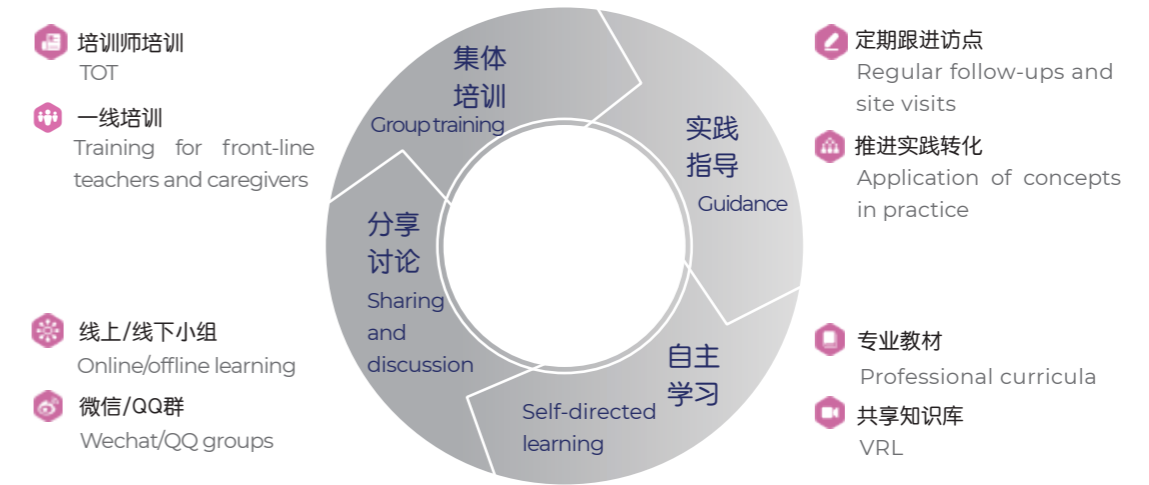 培训师培训
TOT
一线培训
Training for front-line
teachers and caregivers
集体
培训
Group training
实践
指导
Guidance
定期跟进访点
Regular follow-ups and
site visits
推进实践转化
Application of concepts
in practice
分享
讨论
Sharing
and
discussion
线上/线下小组
Online/offline learning
微信/QQ群
Wechat/QQ groups
自主
学习
Self-directed
learning
专业教材
Professional curricula
共享知识库
VRL